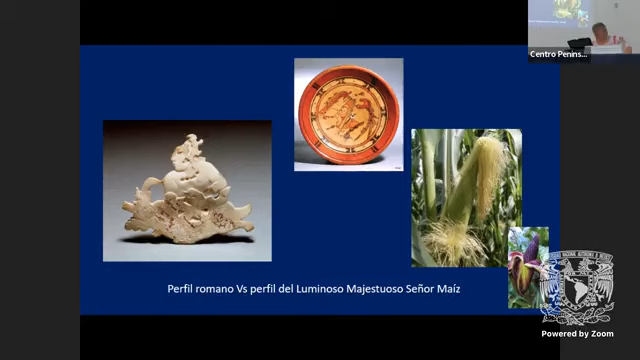 Centro Penins...
Perfil romano Vs perfil del Luminoso Majestuoso Señor Maíz
Powered by Zoom